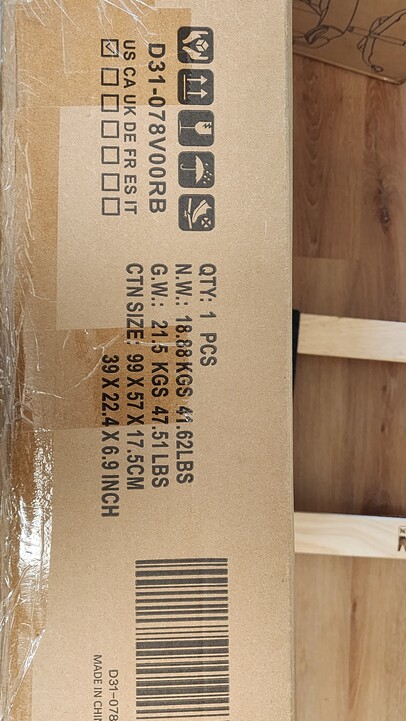 D31-078V00RB
US CA UK DE FR ES IT
QTY: 1 PCS
N.W.: 18.88 KGS 41.62LBS
G.W.: 21.5 KGS 47.51 LBS
CTN SIZE: 99 X 57 X 17.5CM
39 X 22.4 X 6.9 INCH
D31-078
MADE IN CHIN